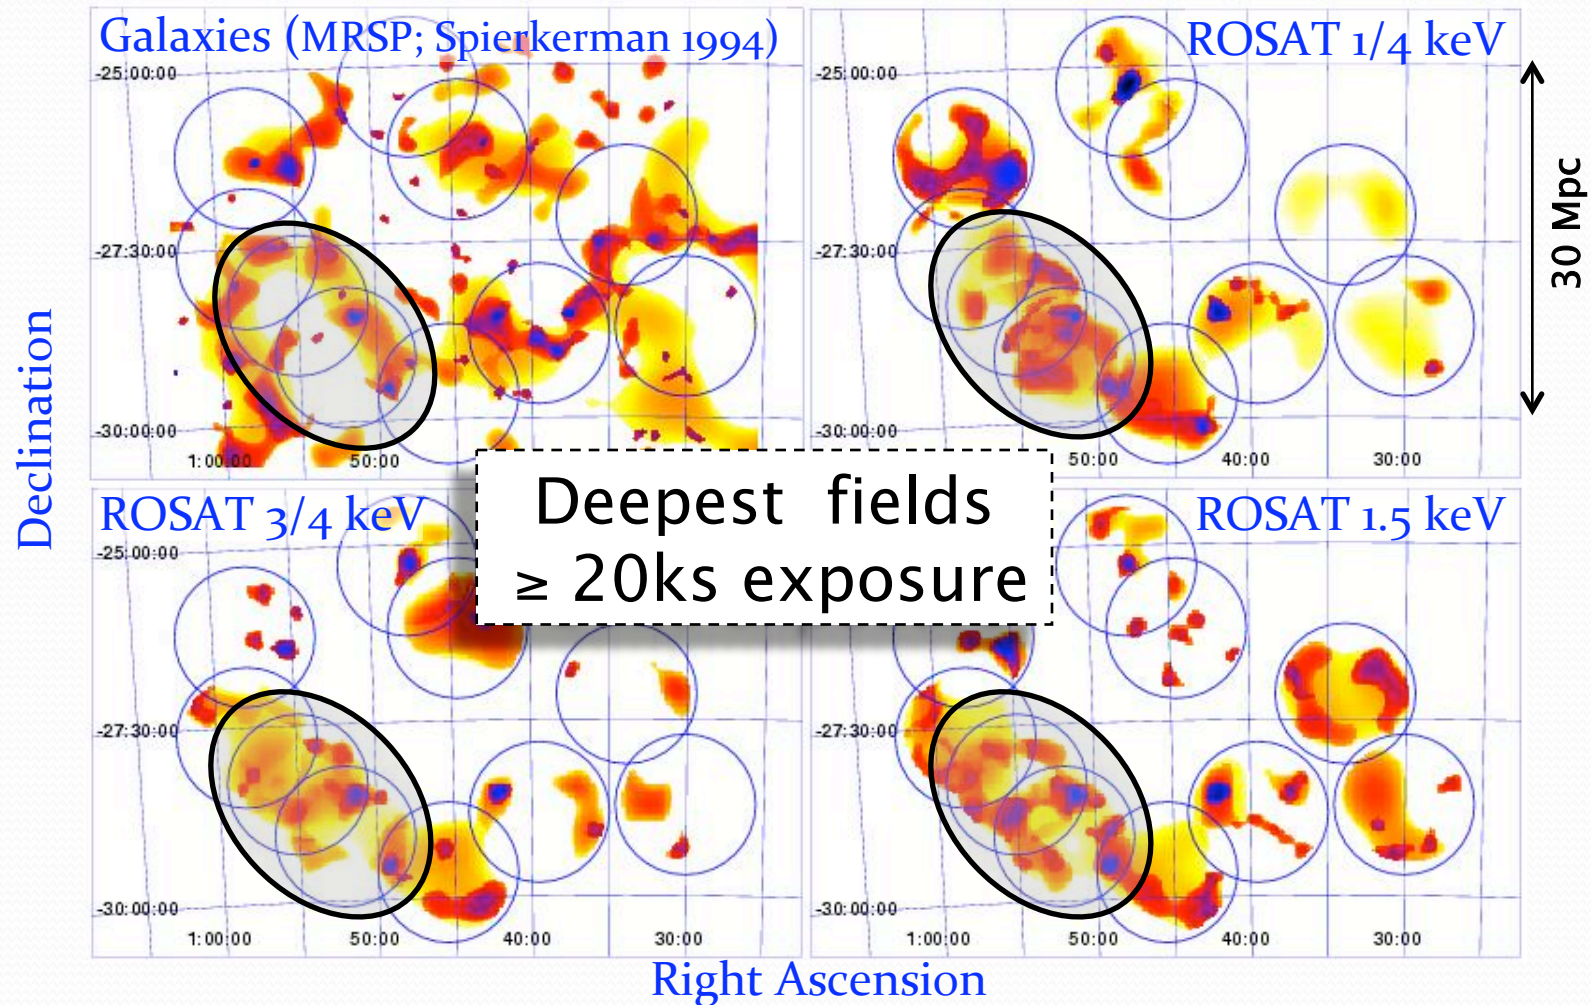 Galaxies (MRSP; Spierkerman 1994)
ROSAT 1/4 keV
-25:00:00
-25:00:00
-27:30:00
-27:30:00
30 Mpc
-30:00:00
-30:00:00
1:00:00
50:00
50:00
40:00
30:00
Declination
Deepest fields
≥ 20ks exposure
ROSAT 3/4 keV
ROSAT 1.5 keV
-25:00:00
-25:00:00
-27:30:00
-27:30:00
-30:00:00
-30:00:00
1:00:00
50:00
40:00
30:00
1:00:00
50:00
40:00
30:00
Right Ascension